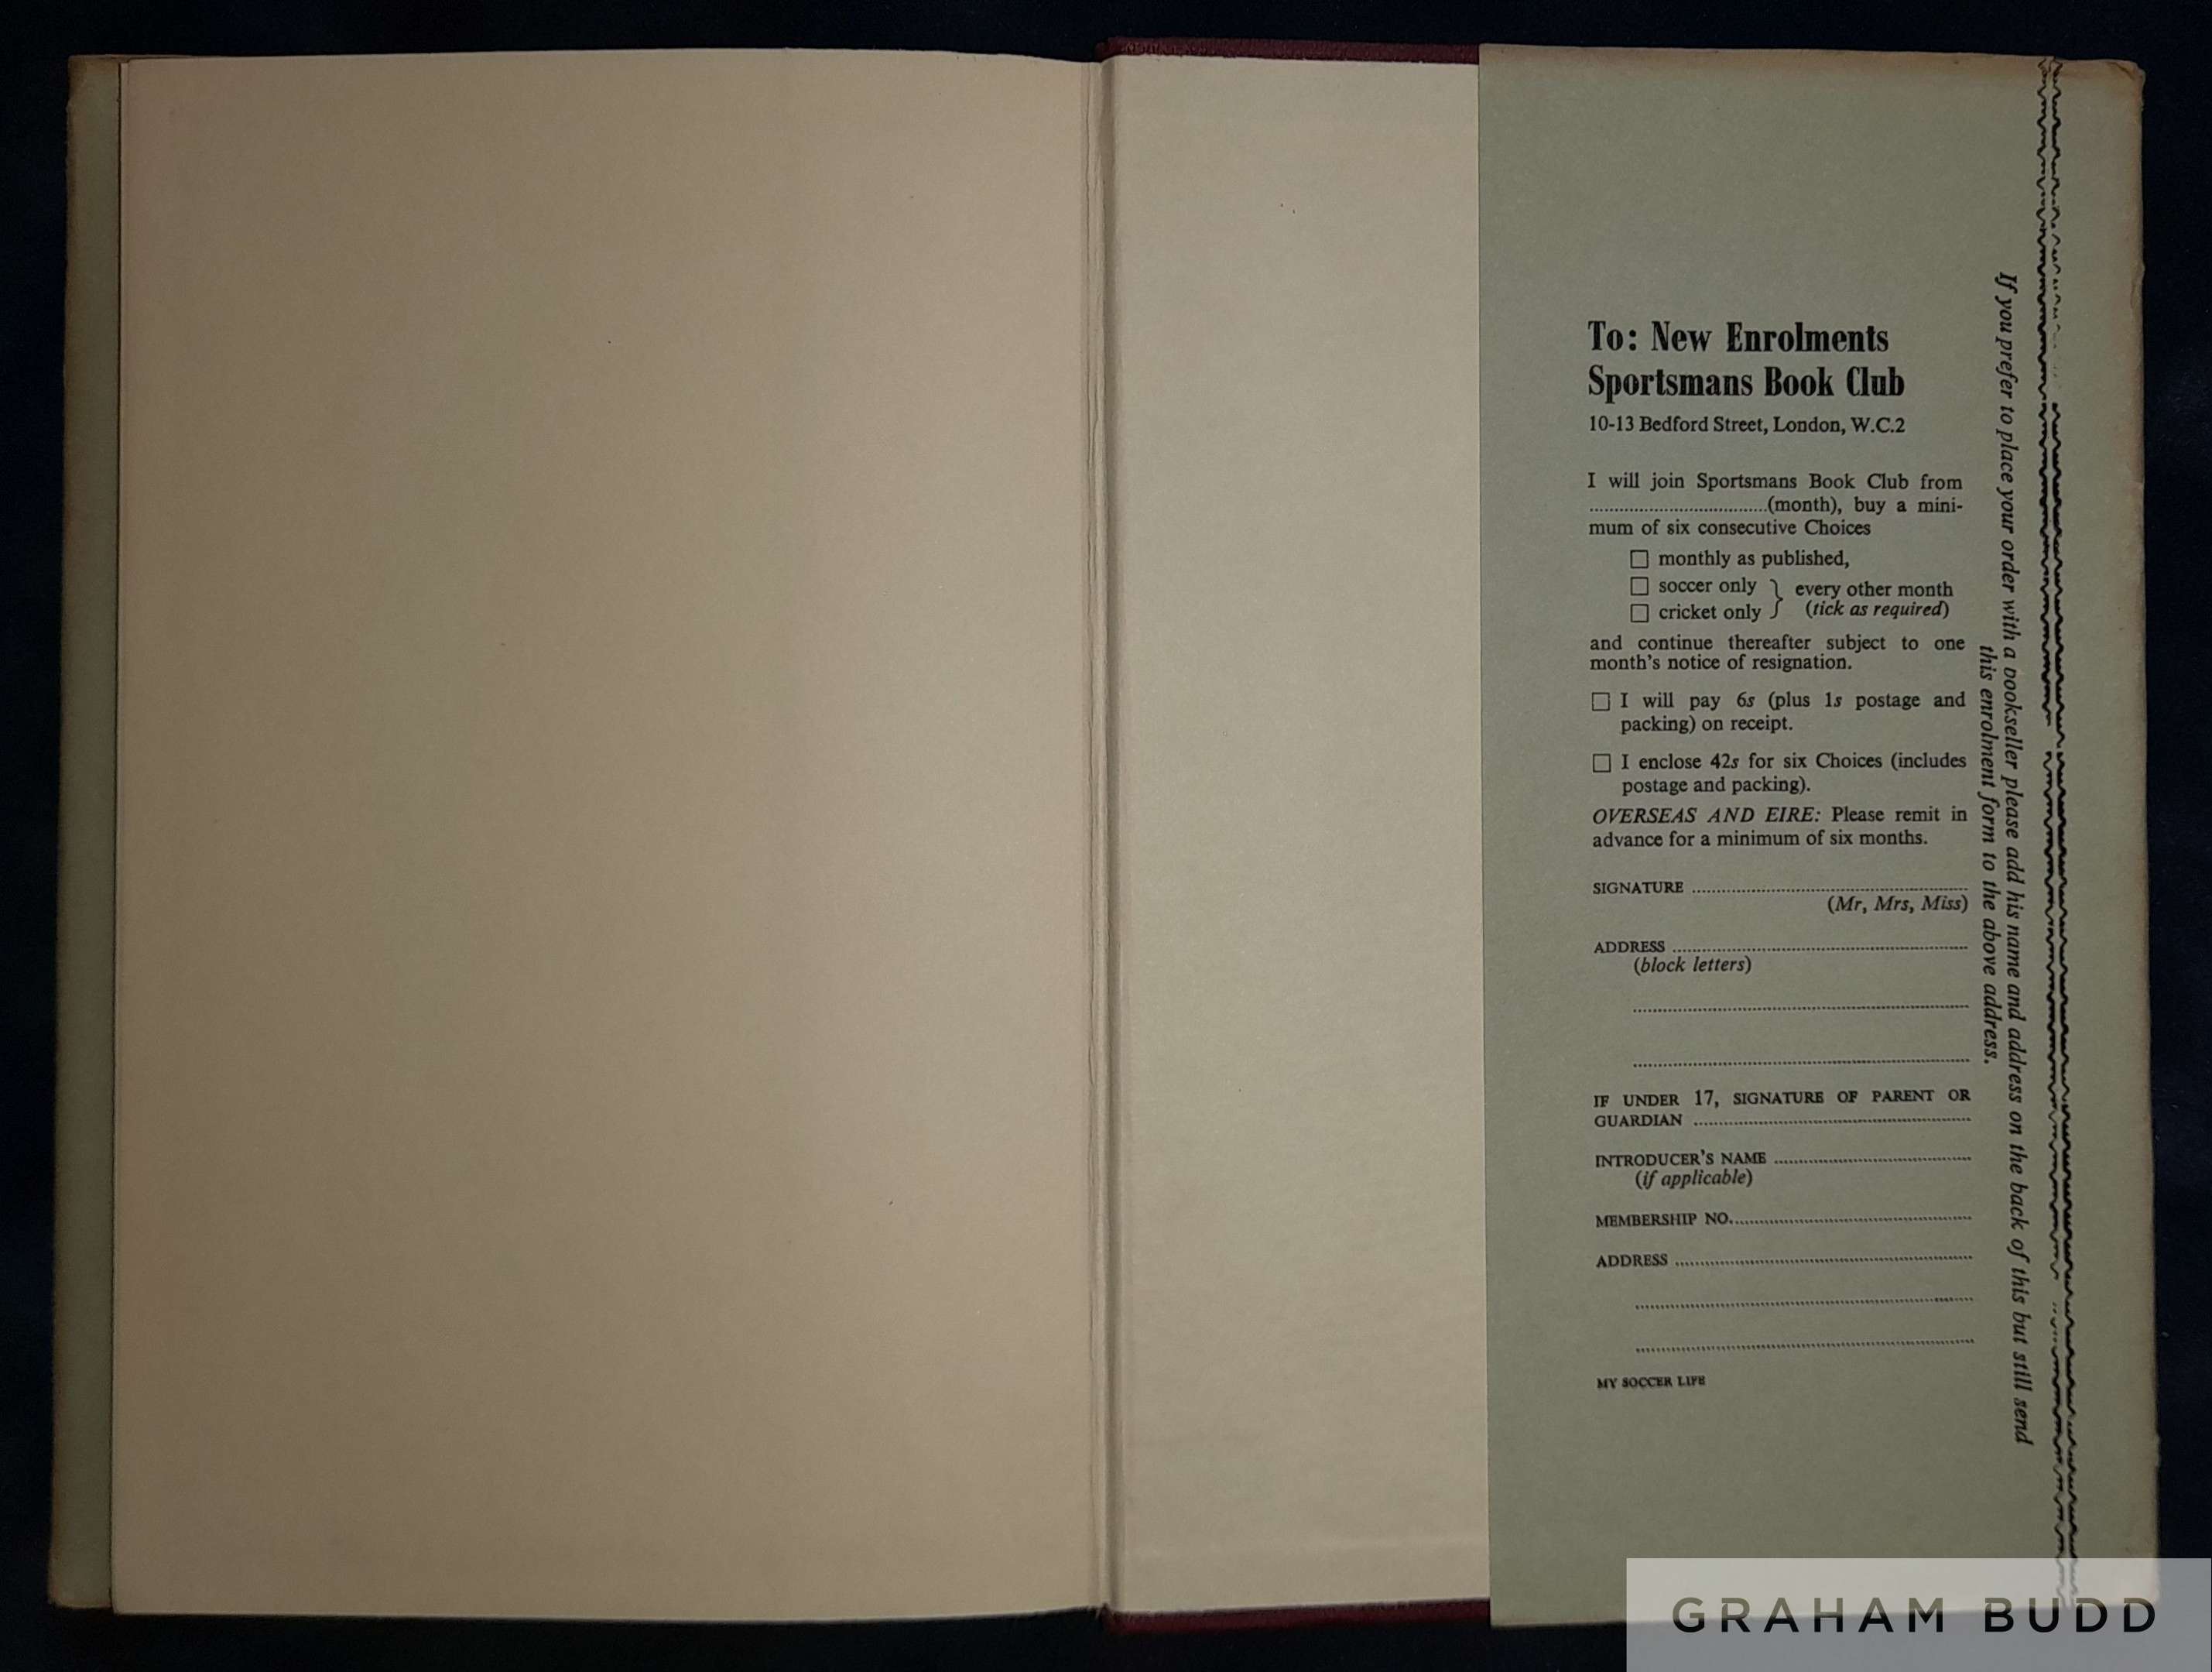 To: New Enrolments
Sportsmans Book Club
10-13 Bedford Street, London, W.C.2
I will join Sportsmans Book Club from
....................................(month), buy a mini-
mum of six consecutive Choices
☐ monthly as published,
☐ soccer only } every other month
☐ cricket only } (tick as required)
and continue thereafter subject to one
month's notice of resignation.
☐ I will pay 6s (plus 1s postage and
packing) on receipt.
☐ I enclose 42s for six Choices (includes
postage and packing).
OVERSEAS AND EIRE: Please remit in
advance for a minimum of six months.
SIGNATURE ....................................
(Mr, Mrs, Miss)
ADDRESS ....................................
(block letters)
IF UNDER 17, SIGNATURE OF PARENT OR
GUARDIAN ....................................
INTRODUCER'S NAME ....................................
(if applicable)
MEMBERSHIP NO....................................
ADDRESS ....................................
MY SOCCER LIFE
If you prefer to place your order with a bookseller please add his name and address on the back of this but still send
this enrolment form to the above address.
GRAHAM BUDD